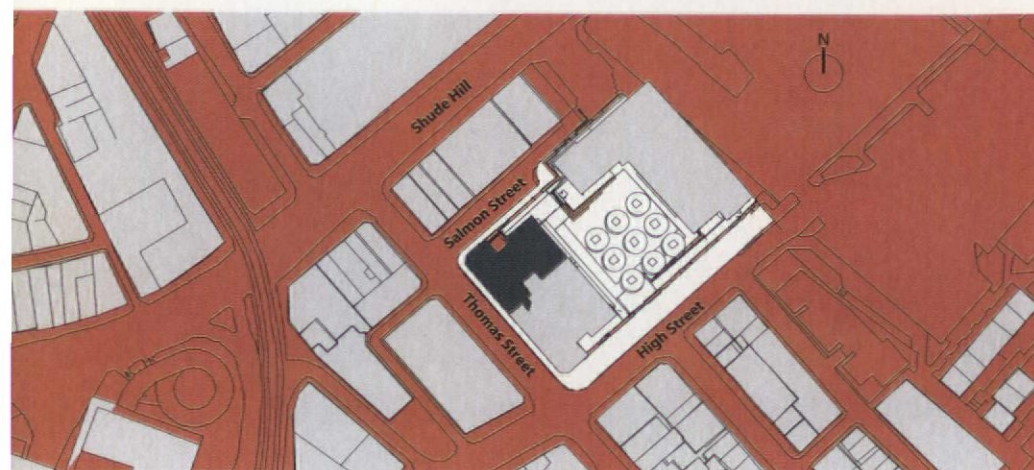 N
Shude Hill
Salmon Street
Thomas Street
High Street